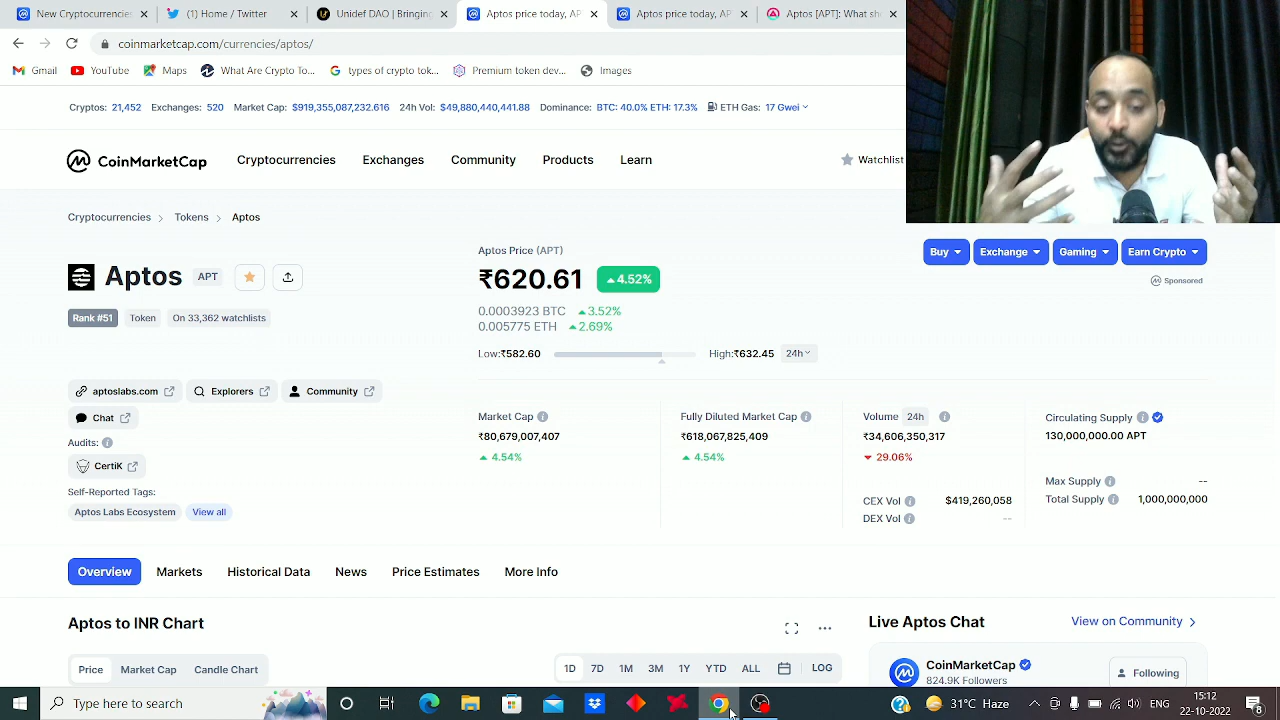 New
(1) Twitter
UnicornUltra | DAO | Bringin
Aptos price today, AP
Aptos price today, AP
Aptos [APT]: What sh
coinmarketcap.com/currencies/aptos/
Gmail YouTube Maps What Are Crypto To... types of crypto tok... Premium token dev... Images
Cryptos: 21,452 Exchanges: 520 Market Cap: $919,355,087,232.616 24h Vol: $49,880,440,441.88 Dominance: BTC: 40.0% ETH: 17.3% ETH Gas: 17 Gwei
CoinMarketCap Cryptocurrencies Exchanges Community Products Learn Watchlist
Cryptocurrencies > Tokens > Aptos
Aptos APT
Rank #51 Token On 33,362 watchlists
aptoslabs.com Explorers Community
Chat
Audits:
CertiK
Self-Reported Tags:
Aptos Labs Ecosystem View all
Aptos Price (APT)
₹620.61 4.52%
0.0003923 BTC 3.52%
0.005775 ETH 2.69%
Low:₹582.60 High:₹632.45 24h
Buy Exchange Gaming Earn Crypto
Sponsored
Market Cap
₹80,679,007,407
4.54%
Fully Diluted Market Cap
₹618,067,825,409
4.54%
Volume 24h
₹34,606,350,317
29.06%
CEX Vol $419,260,058
DEX Vol --
Circulating Supply
130,000,000.00 APT
Max Supply --
Total Supply 1,000,000,000
Overview Markets Historical Data News Price Estimates More Info
Aptos to INR Chart
Price Market Cap Candle Chart
1D 7D 1M 3M 1Y YTD ALL LOG
Live Aptos Chat View on Community >
CoinMarketCap
824.9K Followers
Following
Type here to search
31°C Haze
15:12
8